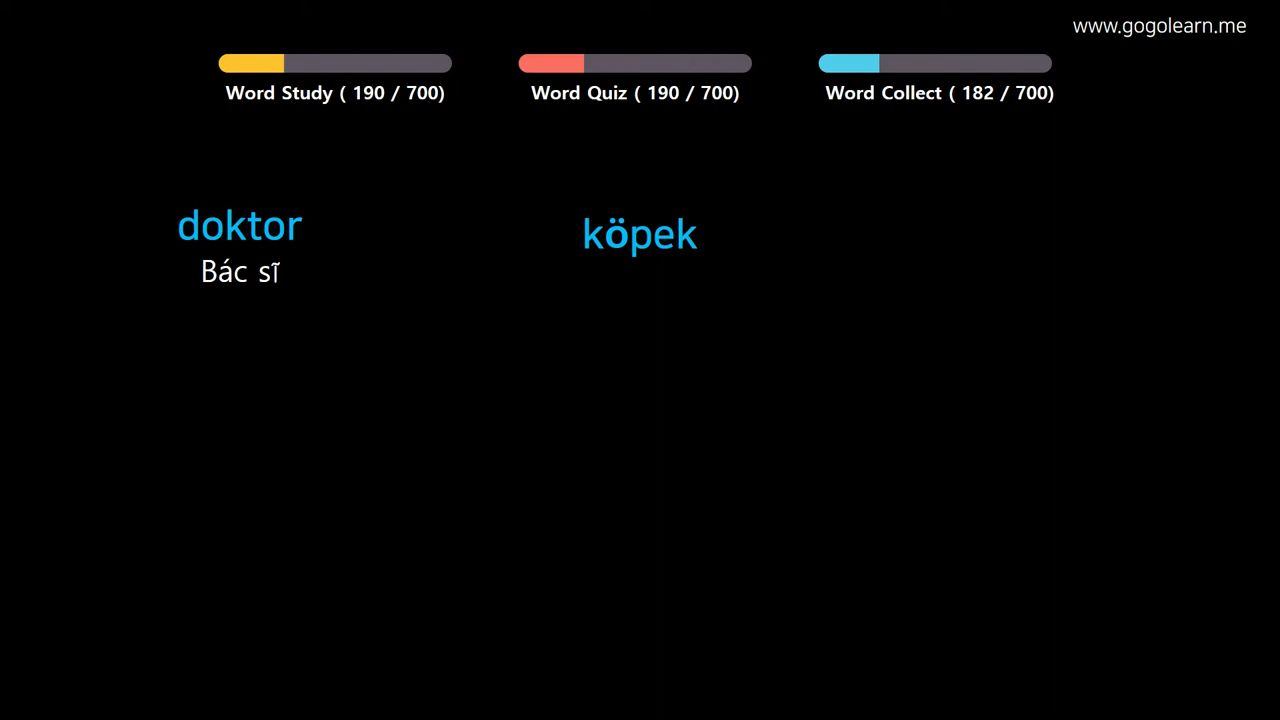 www.gogolearn.me
Word Study ( 190 / 700)
Word Quiz ( 190 / 700)
Word Collect ( 182 / 700)
doktor
Bác sĩ
köpek